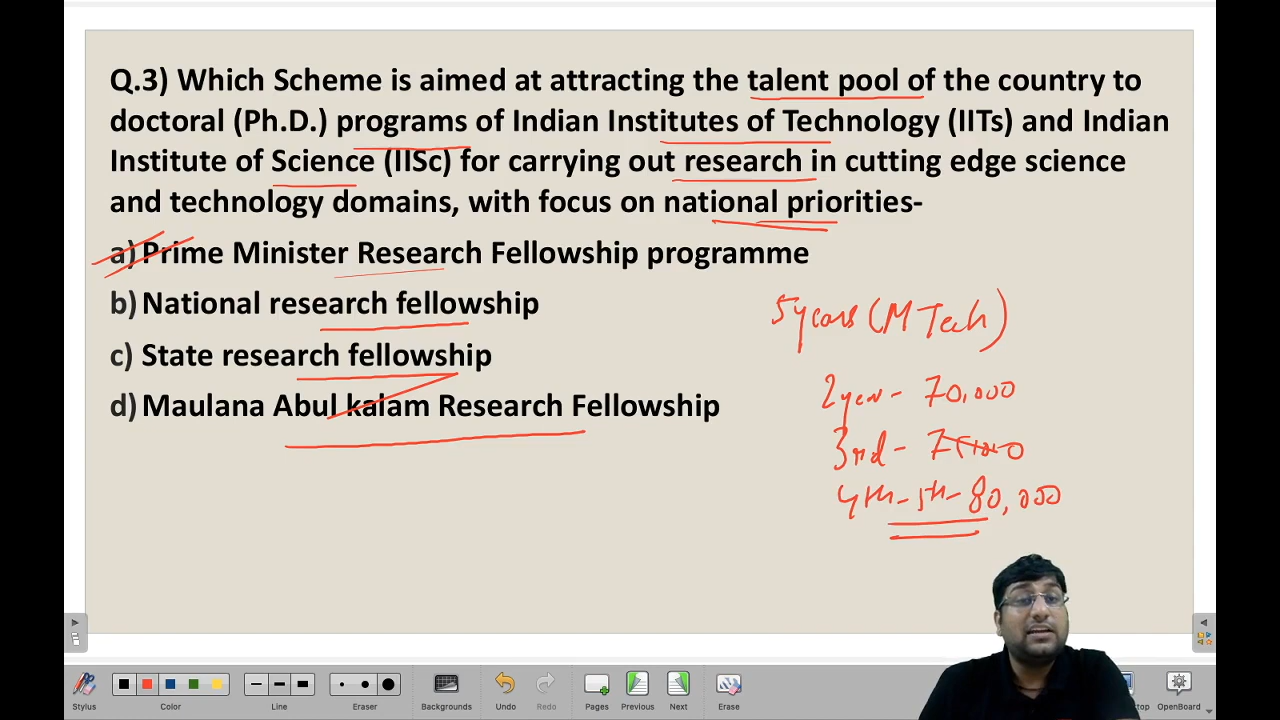 Q.3) Which Scheme is aimed at attracting the talent pool of the country to
doctoral (Ph.D.) programs of Indian Institutes of Technology (IITs) and Indian
Institute of Science (IISc) for carrying out research in cutting edge science
and technology domains, with focus on national priorities-
a) Prime Minister Research Fellowship programme
b) National research fellowship
c) State research fellowship
d) Maulana Abul kalam Research Fellowship
5 years (M Tech)
2 year - 70,000
3rd -
4th - 5th - 80,000
Stylus
Color
Line
Eraser
Backgrounds
Undo
Redo
Pages
Previous
Next
Erase
OpenBoard